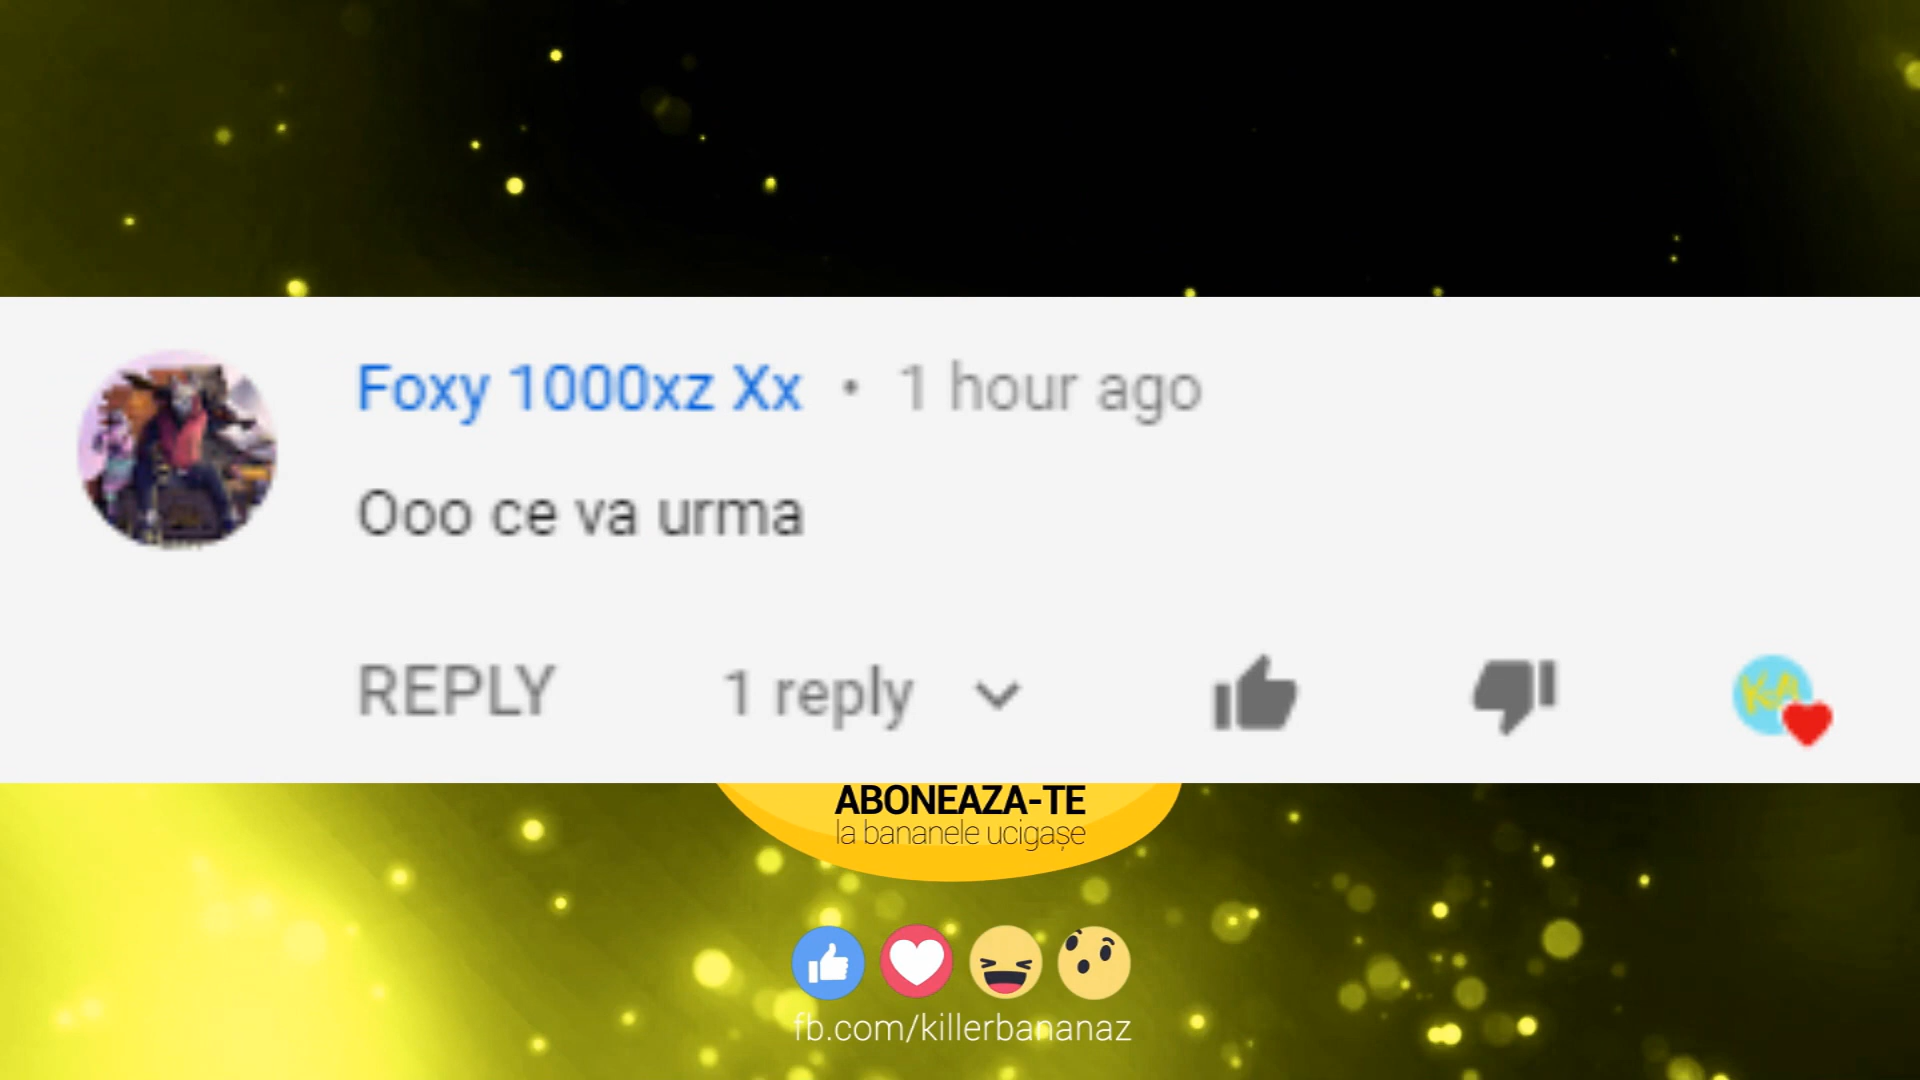 Foxy 1000xz Xx • 1 hour ago
Ooo ce va urma
REPLY 1 reply
KA
ABONEAZA-TE
la bananele ucigașe
fb.com/killerbananaz